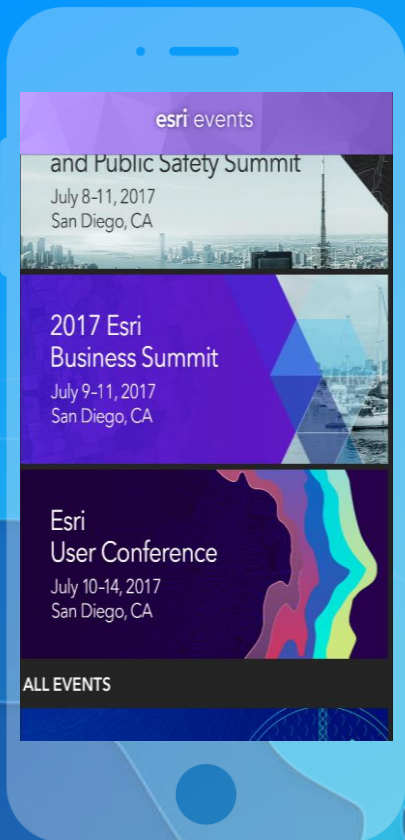 esri events
and Public Safety Summit
July 8-11, 2017
San Diego, CA
2017 Esri
Business Summit
July 9-11, 2017
San Diego, CA
Esri
User Conference
July 10-14, 2017
San Diego, CA
ALL EVENTS